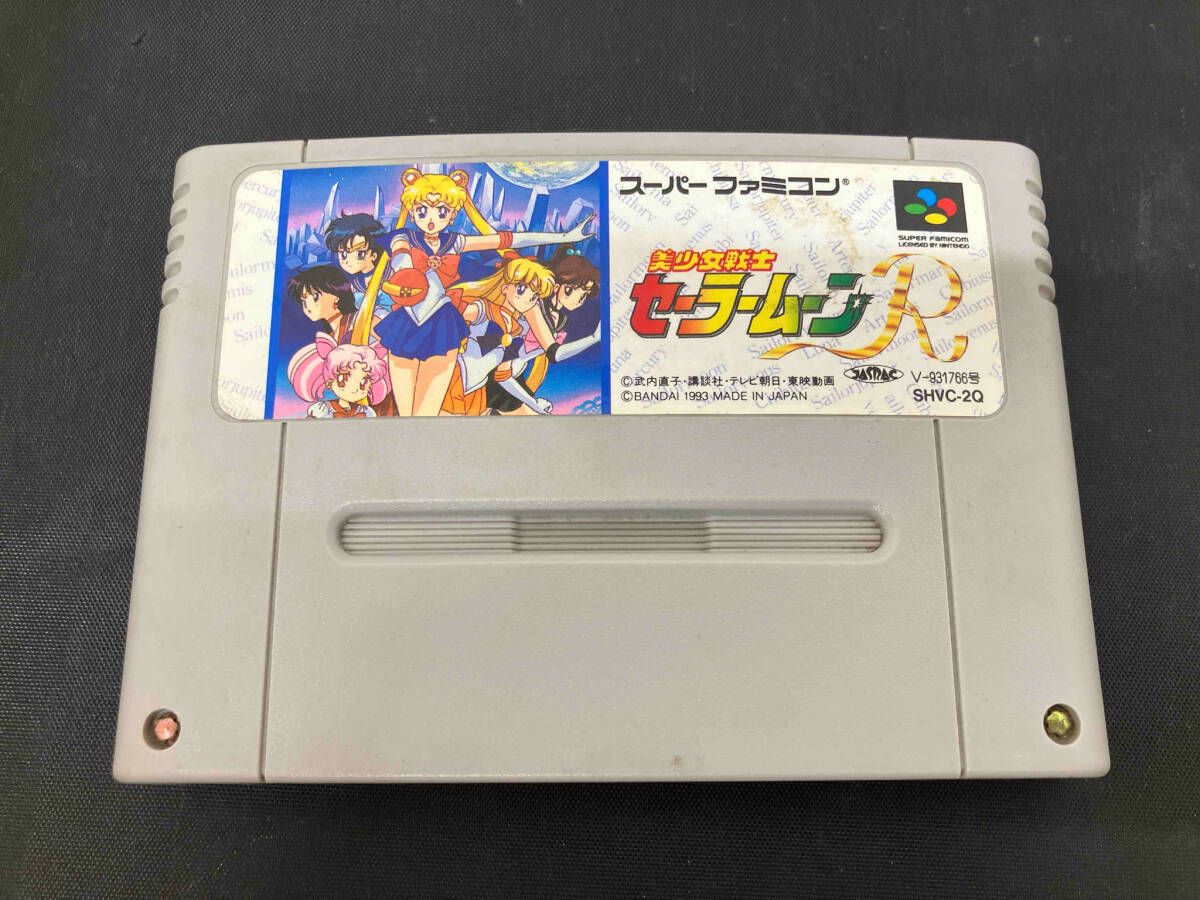 スーパー ファミコン®
SUPER FAMICOM
LICENSED BY NINTENDO
美少女戦士
セーラームーンR
©武内直子・講談社・テレビ朝日・東映動画
JASRAC V-931766号
©BANDAI 1993 MADE IN JAPAN
SHVC-2Q